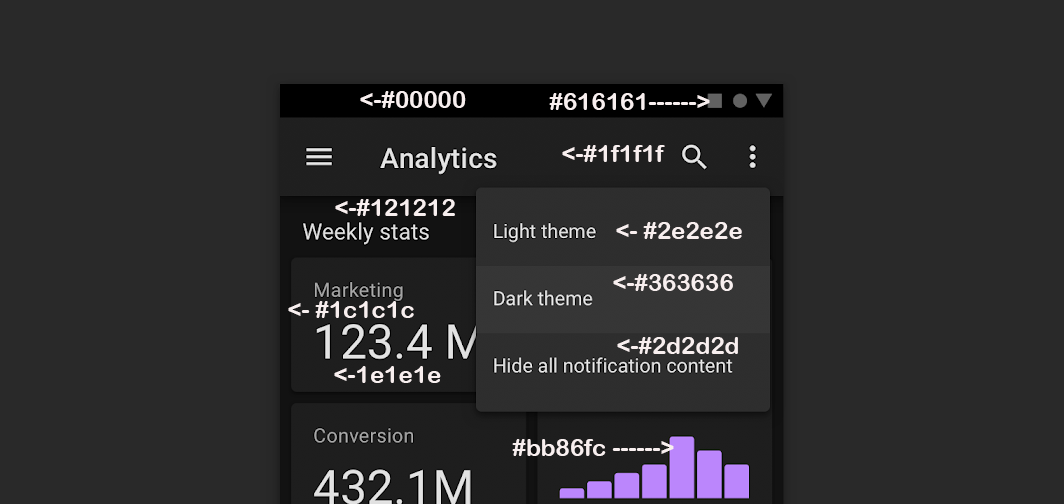 <-#00000
#616161------>
Analytics
<-#1f1f1f
<-#121212
Weekly stats
Light theme
<- #2e2e2e
<-#363636
Dark theme
<-#2d2d2d
Hide all notification content
Marketing
<- #1c1c1c
123.4 M
<-1e1e1e
Conversion
#bb86fc ------>
432.1M